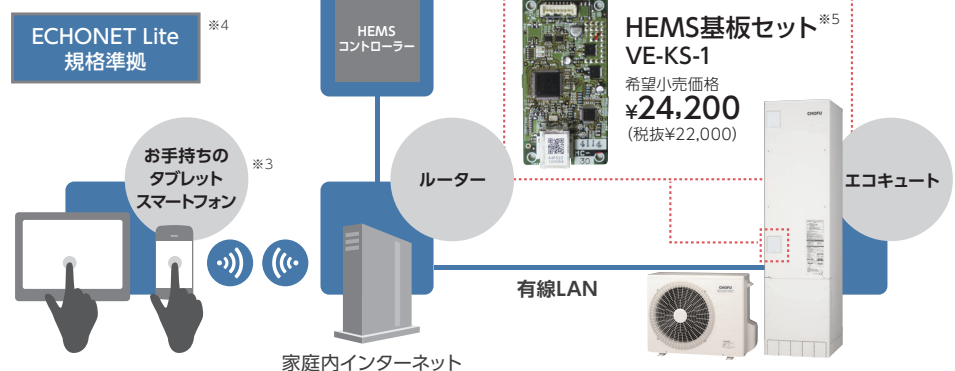 ECHONET Lite
規格準拠
※4
HEMS
コントローラー
HEMS基板セット※5
VE-KS-1
希望小売価格
¥24,200
(税抜¥22,000)
4114
30
CHOFU
お手持ちの
タブレット
スマートフォン
※3
ルーター
エコキュート
有線LAN
CHOFU
家庭内インターネット